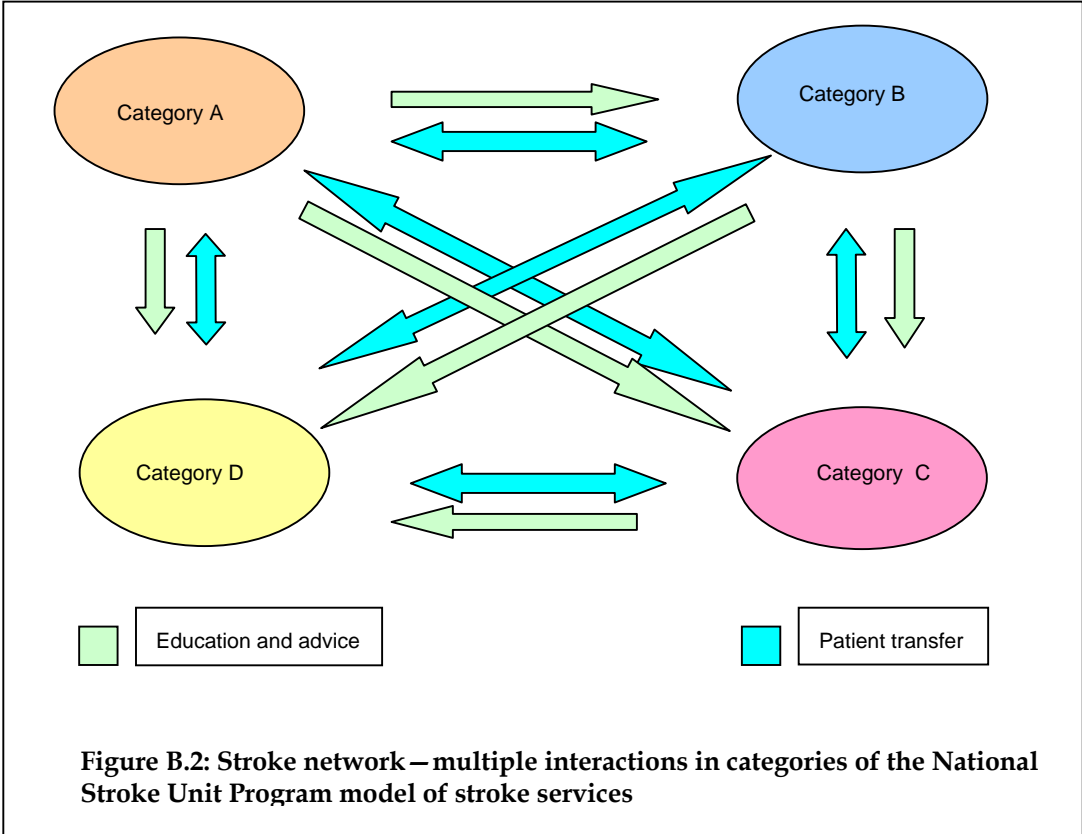 Category A
Category B
Category D
Category C
Education and advice
Patient transfer
Figure B.2: Stroke network—multiple interactions in categories of the National
Stroke Unit Program model of stroke services